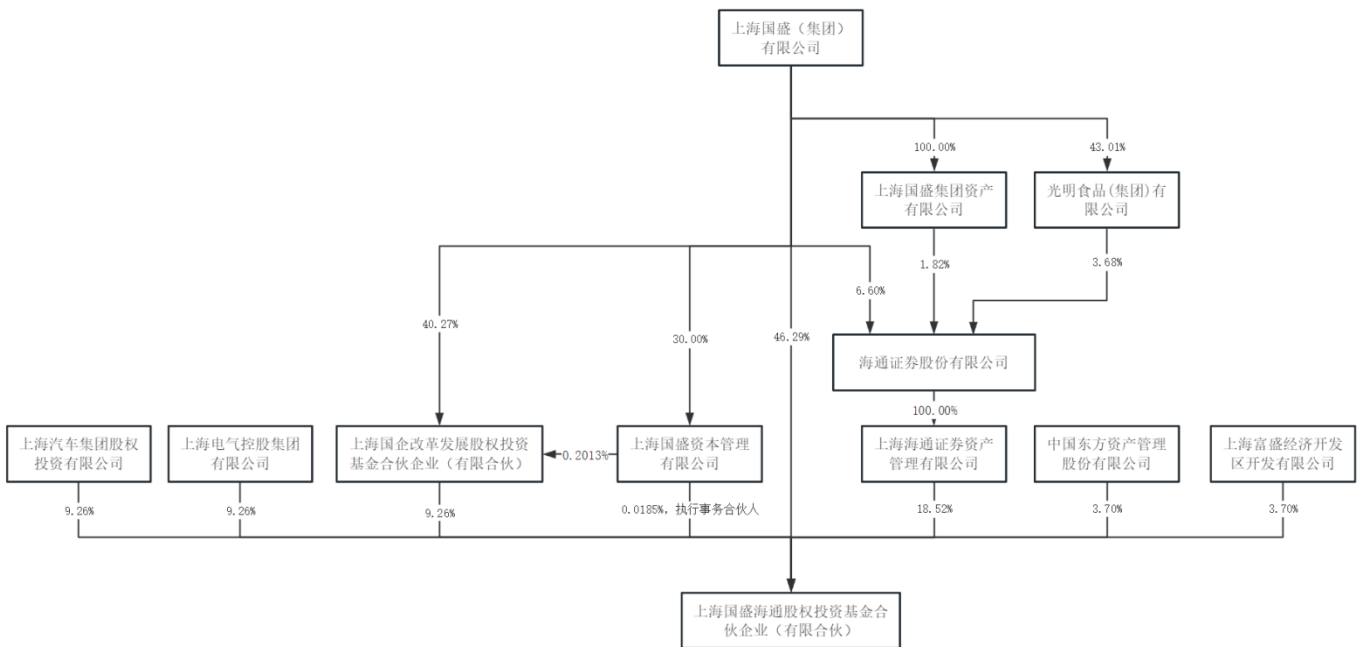 上海国盛（集团）
有限公司
100.00%
43.01%
上海国盛集团资产
有限公司
光明食品(集团)有
限公司
1.82%
3.68%
6.60%
40.27%
30.00%
46.29%
海通证券股份有限公司
100.00%
上海汽车集团股权
投资有限公司
上海电气控股集团
有限公司
上海国企改革发展股权投资
基金合伙企业（有限合伙）
0.2013%
上海国盛资本管理
有限公司
上海海通证券资产
管理有限公司
中国东方资产管理
股份有限公司
上海富盛经济开发
区开发有限公司
9.26%
9.26%
9.26%
0.0185%，执行事务合伙人
18.52%
3.70%
3.70%
上海国盛海通股权投资基金合
伙企业（有限合伙）